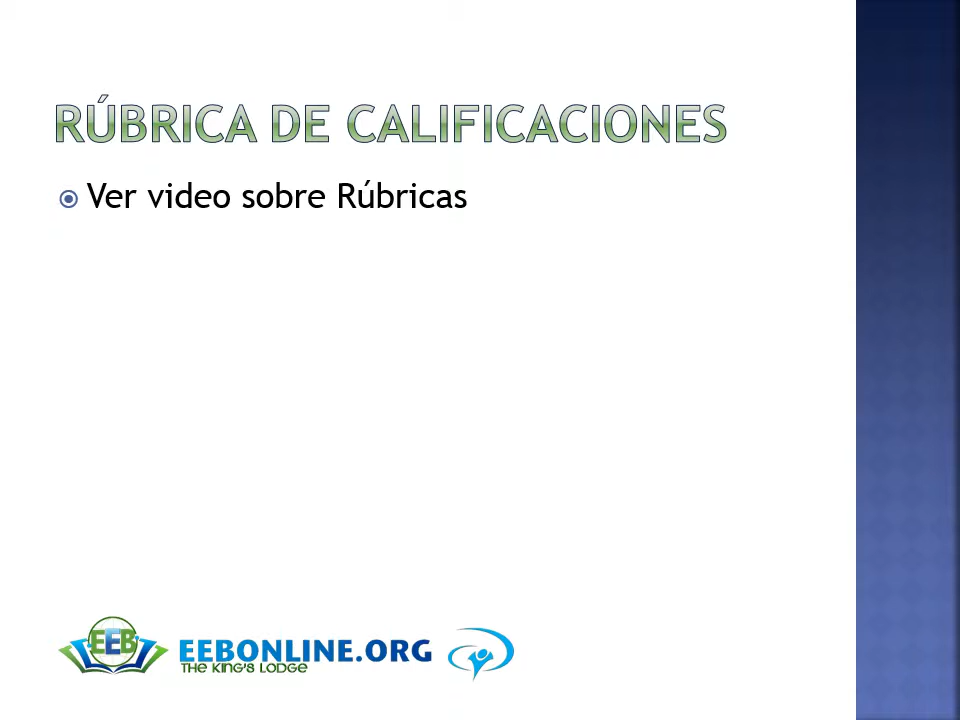 RÚBRICA DE CALIFICACIONES
Ver video sobre Rúbricas
EEB
EEBONLINE.ORG
THE KING'S LODGE